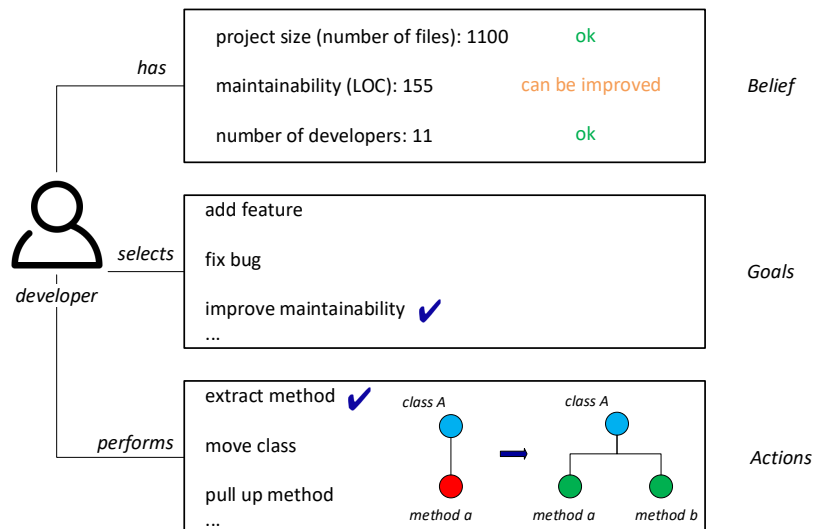 has
project size (number of files): 1100 ok
maintainability (LOC): 155 can be improved
number of developers: 11 ok
Belief
developer
selects
add feature
fix bug
improve maintainability
...
Goals
performs
extract method
move class
pull up method
...
class A
method a
class A
method a method b
Actions